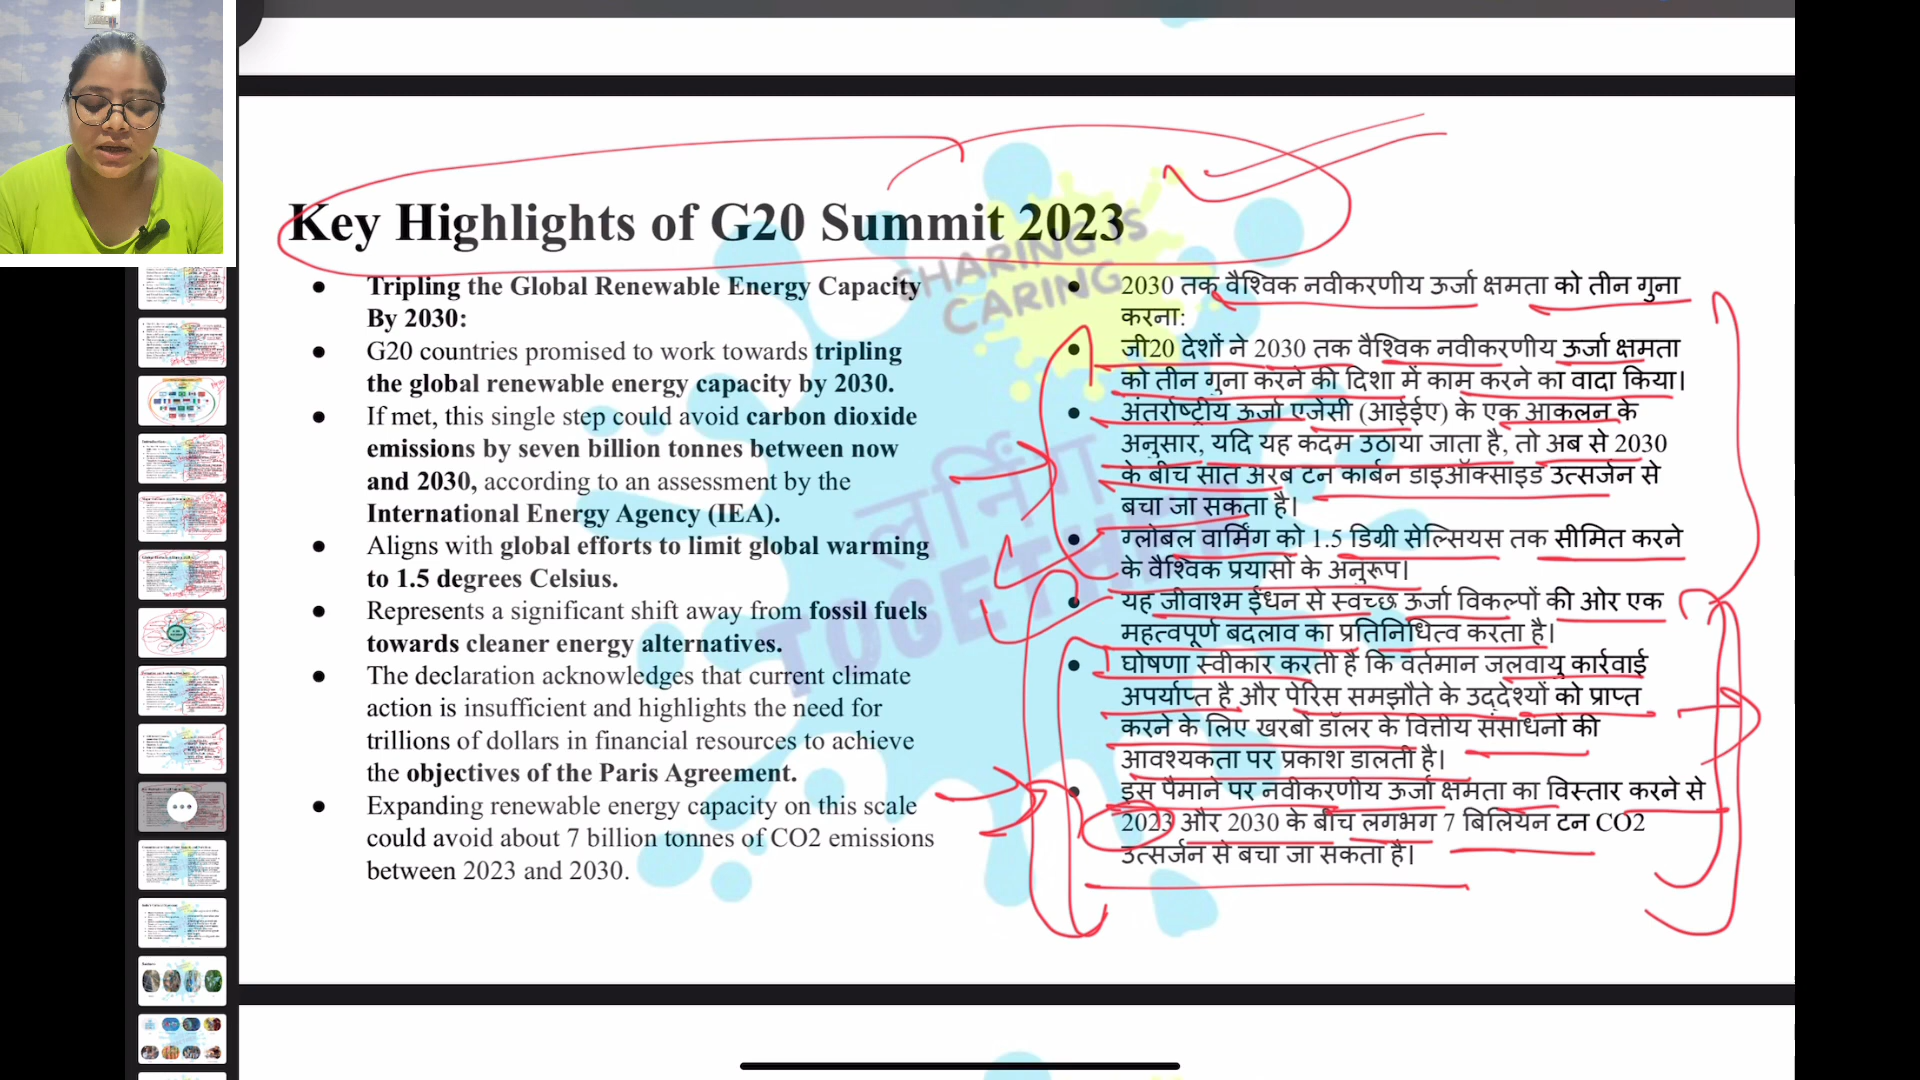 Key Highlights of G20 Summit 2023
● Tripling the Global Renewable Energy Capacity
By 2030:
● G20 countries promised to work towards tripling
the global renewable energy capacity by 2030.
● If met, this single step could avoid carbon dioxide
emissions by seven billion tonnes between now
and 2030, according to an assessment by the
International Energy Agency (IEA).
● Aligns with global efforts to limit global warming
to 1.5 degrees Celsius.
● Represents a significant shift away from fossil fuels
towards cleaner energy alternatives.
● The declaration acknowledges that current climate
action is insufficient and highlights the need for
trillions of dollars in financial resources to achieve
the objectives of the Paris Agreement.
● Expanding renewable energy capacity on this scale
could avoid about 7 billion tonnes of CO2 emissions
between 2023 and 2030.
● 2030 तक वैश्विक नवीकरणीय ऊर्जा क्षमता को तीन गुना
करना:
● जी20 देशों ने 2030 तक वैश्विक नवीकरणीय ऊर्जा क्षमता
को तीन गुना करने की दिशा में काम करने का वादा किया।
● अंतर्राष्ट्रीय ऊर्जा एजेंसी (आईईए) के एक आकलन के
अनुसार, यदि यह कदम उठाया जाता है, तो अब से 2030
के बीच सात अरब टन कार्बन डाइऑक्साइड उत्सर्जन से
बचा जा सकता है।
● ग्लोबल वार्मिंग को 1.5 डिग्री सेल्सियस तक सीमित करने
के वैश्विक प्रयासों के अनुरूप।
● यह जीवाश्म ईंधन से स्वच्छ ऊर्जा विकल्पों की ओर एक
महत्वपूर्ण बदलाव का प्रतिनिधित्व करता है।
● घोषणा स्वीकार करती है कि वर्तमान जलवायु कार्रवाई
अपर्याप्त है और पेरिस समझौते के उद्देश्यों को प्राप्त
करने के लिए खरबों डॉलर के वित्तीय संसाधनों की
आवश्यकता पर प्रकाश डालती है।
● इस पैमाने पर नवीकरणीय ऊर्जा क्षमता का विस्तार करने से
2023 और 2030 के बीच लगभग 7 बिलियन टन CO2
उत्सर्जन से बचा जा सकता है।
SHARING IS
CARING
लर्निंग
TOGETHER